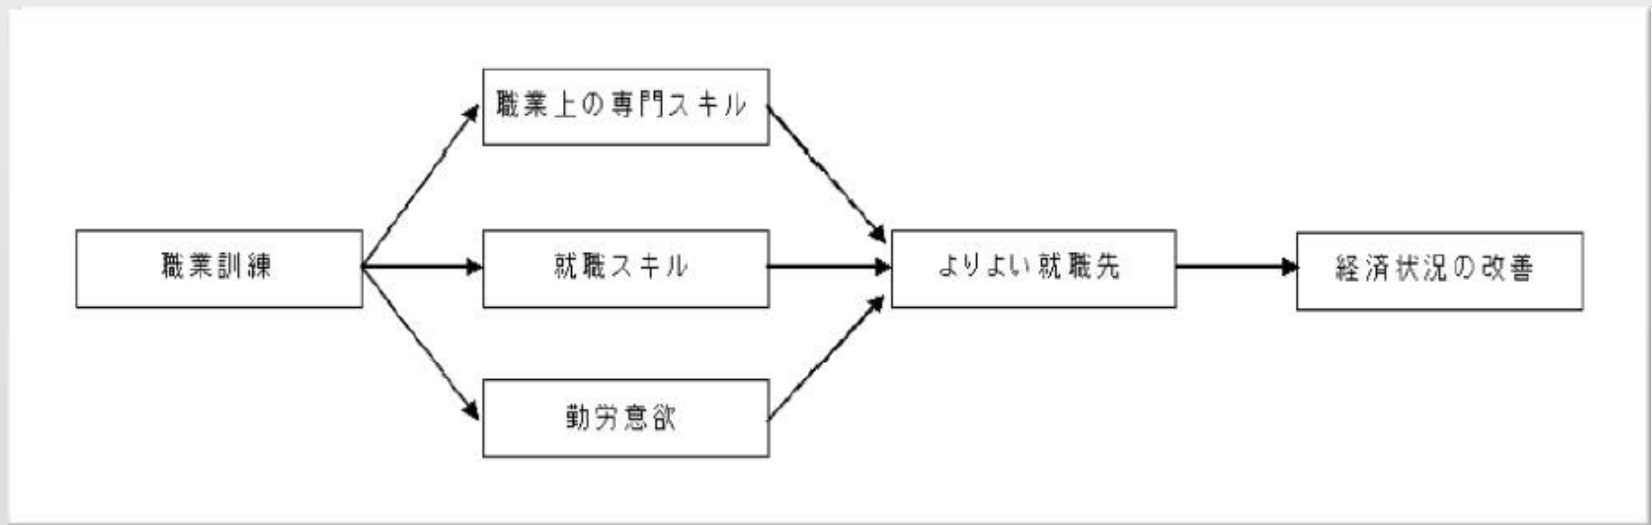 職業訓練
職業上の専門スキル
就職スキル
勤労意欲
よりよい就職先
経済状況の改善